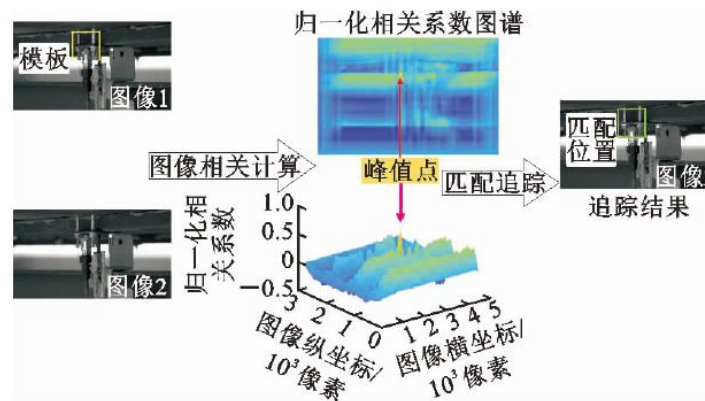 归一化相关系数图谱
模板
图像1
图像相关计算
峰值点
匹配追踪
匹配
位置
图像
追踪结果
图像2
归一化相
关系数
1.0
0.5
0
−0.5
3
2
1
0
图像纵坐标/
10³像素
1
2
3
4
5
图像横坐标/
10³像素